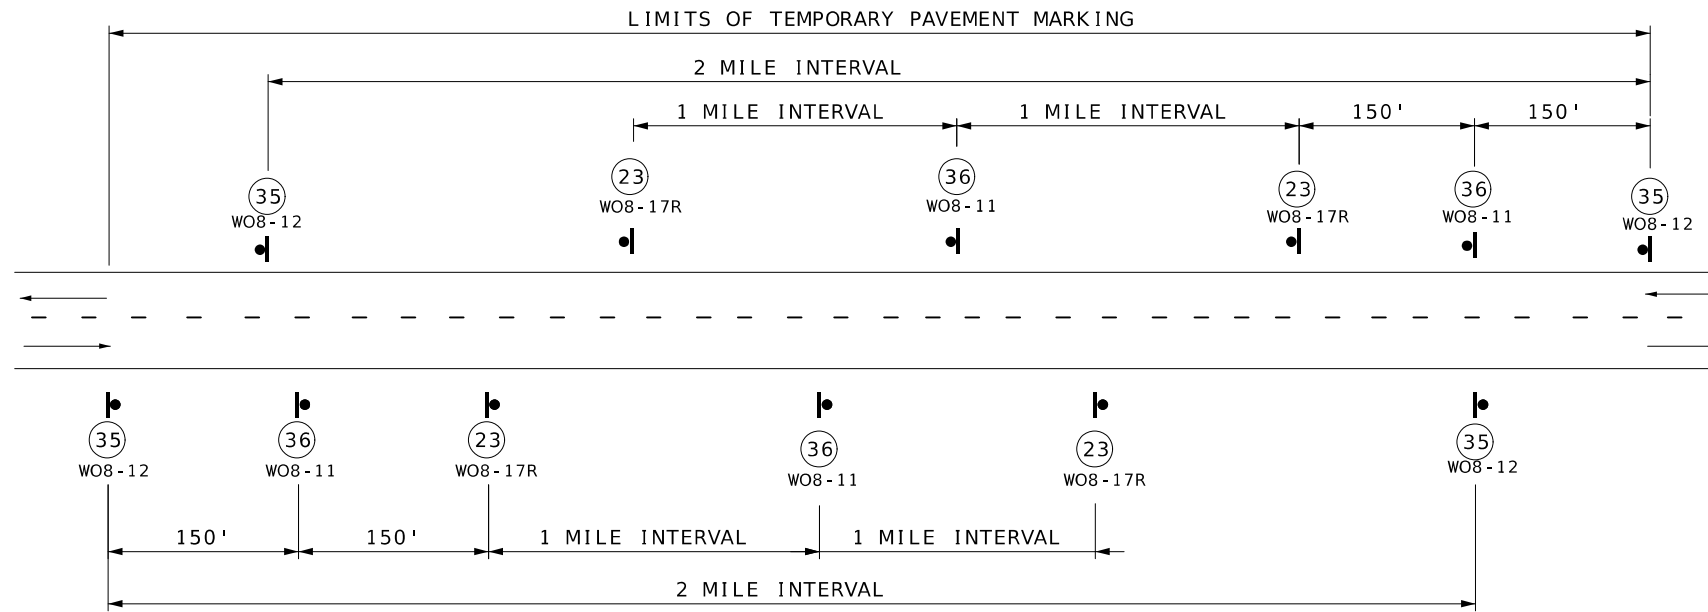 LIMITS OF TEMPORARY PAVEMENT MARKING
2 MILE INTERVAL
1 MILE INTERVAL 1 MILE INTERVAL 150' 150'
35 23 36 23 36 35
WO8-12 WO8-17R WO8-11 WO8-17R WO8-11 WO8-12
35 36 23 36 23 35
WO8-12 WO8-11 WO8-17R WO8-11 WO8-17R WO8-12
150' 150' 1 MILE INTERVAL 1 MILE INTERVAL
2 MILE INTERVAL